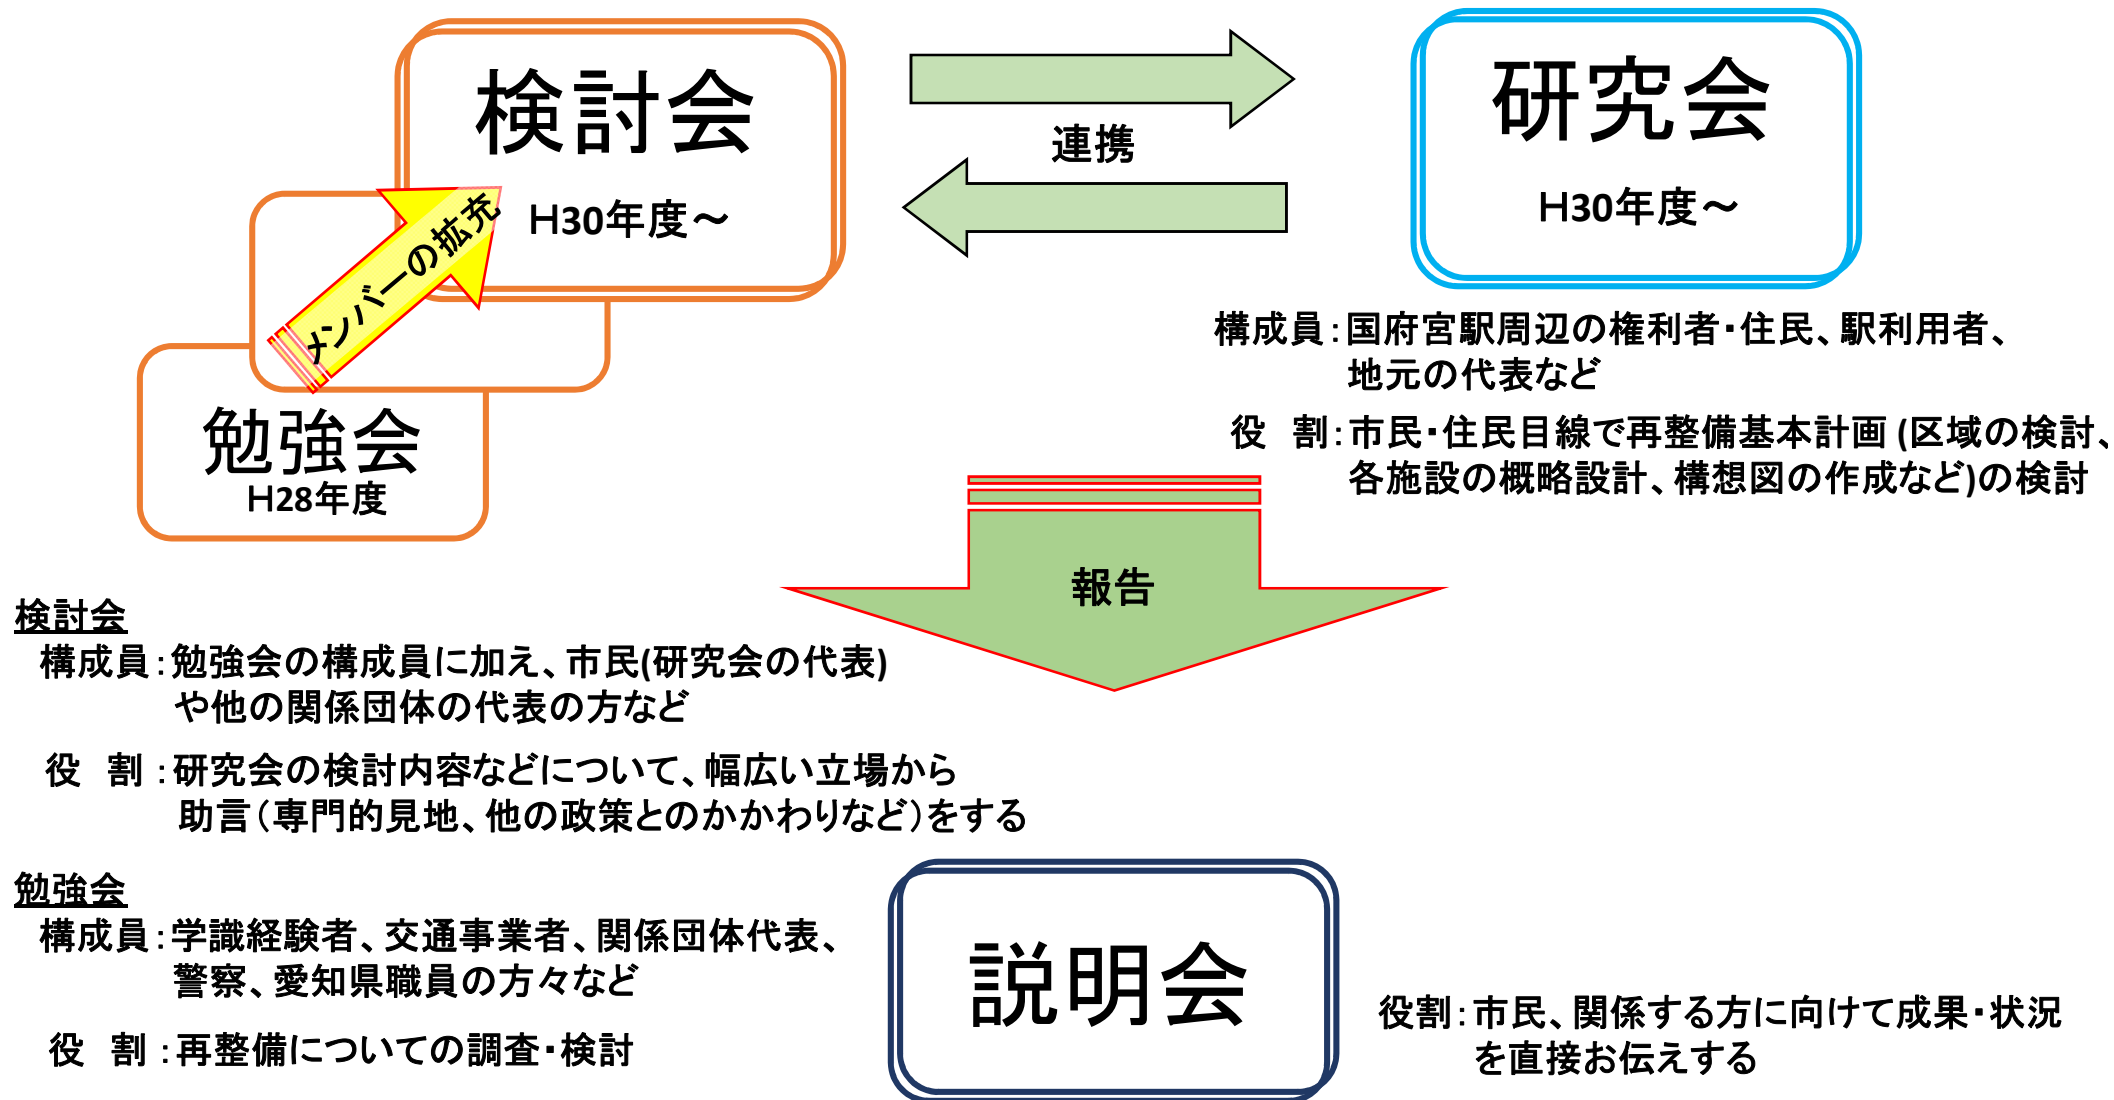 検討会
H30年度～
連携
研究会
H30年度～
メンバーの拡充
勉強会
H28年度
構成員：国府宮駅周辺の権利者・住民、駅利用者、
地元の代表など
役　割：市民・住民目線で再整備基本計画(区域の検討、
各施設の概略設計、構想図の作成など)の検討
報告
検討会
構成員：勉強会の構成員に加え、市民(研究会の代表)
や他の関係団体の代表の方など
役　割：研究会の検討内容などについて、幅広い立場から
助言（専門的見地、他の政策とのかかわりなど）をする
勉強会
構成員：学識経験者、交通事業者、関係団体代表、
警察、愛知県職員の方々など
役　割：再整備についての調査・検討
説明会
役割：市民、関係する方に向けて成果・状況
を直接お伝えする